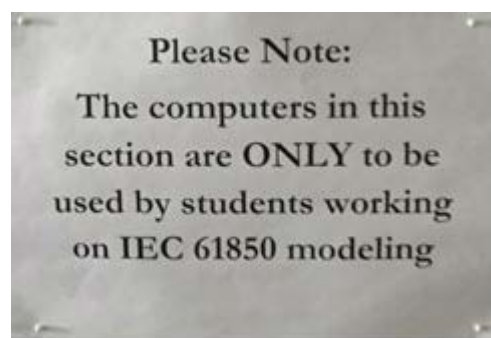 Please Note:
The computers in this
section are ONLY to be
used by students working
on IEC 61850 modeling